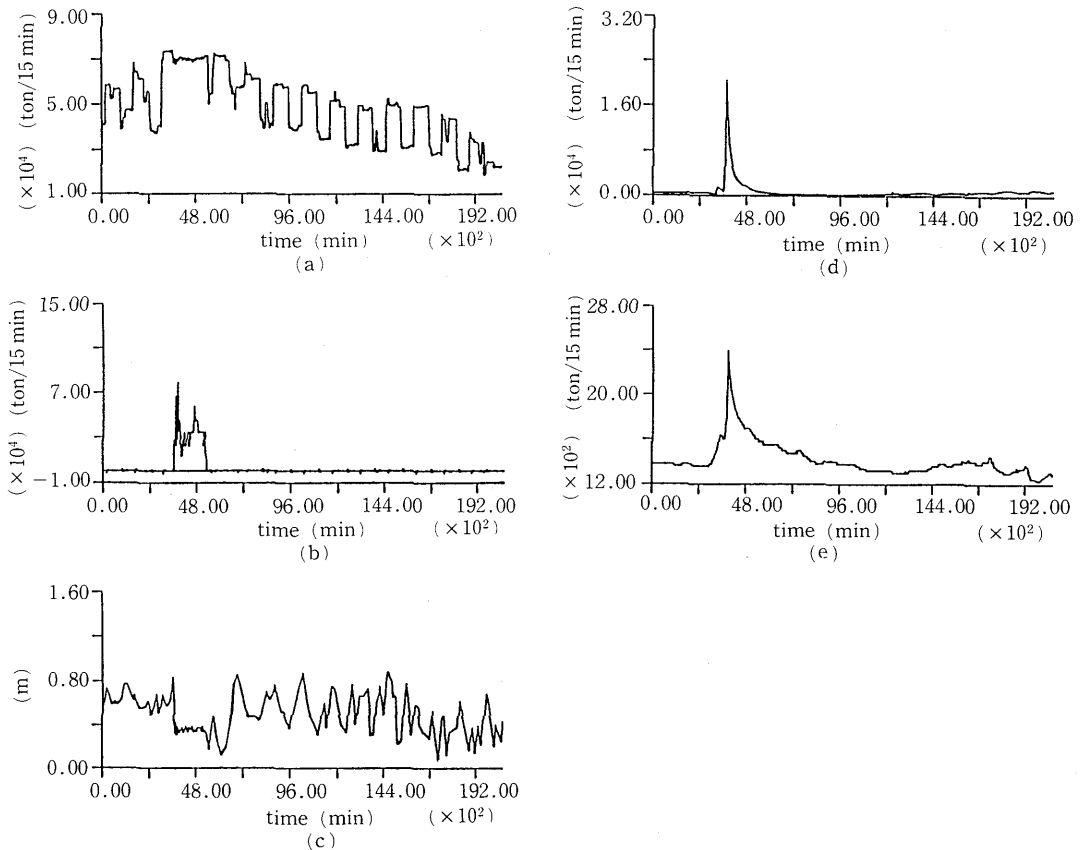 (×10⁴) (ton/15 min)
9.00
5.00
1.00
0.00 48.00 96.00 144.00 192.00
time (min) (×10²)
(a)
(×10⁴) (ton/15 min)
15.00
7.00
−1.00
0.00 48.00 96.00 144.00 192.00
time (min) (×10²)
(b)
(m)
1.60
0.80
0.00
0.00 48.00 96.00 144.00 192.00
time (min) (×10²)
(c)
(×10⁴) (ton/15 min)
3.20
1.60
0.00
0.00 48.00 96.00 144.00 192.00
time (min) (×10²)
(d)
(×10²) (ton/15 min)
28.00
20.00
12.00
0.00 48.00 96.00 144.00 192.00
time (min) (×10²)
(e)